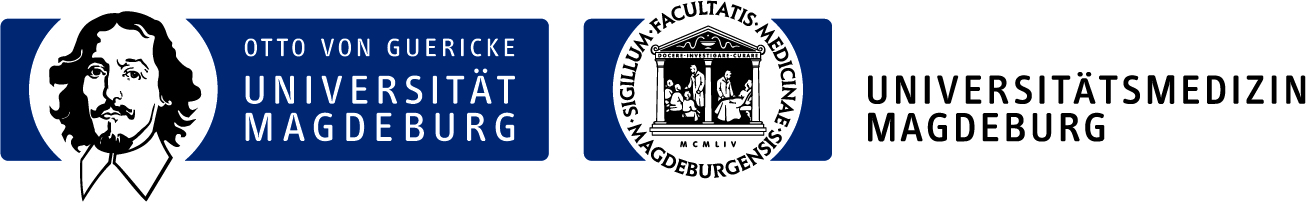 OTTO VON GUERICKE
UNIVERSITÄT
MAGDEBURG
SIGILLUM·FACULTATIS·MEDICINAE·MAGDEBURGENSIS·
DOCERE·INVESTIGARE·CURARE
MCMLIV
UNIVERSITÄTSMEDIZIN
MAGDEBURG